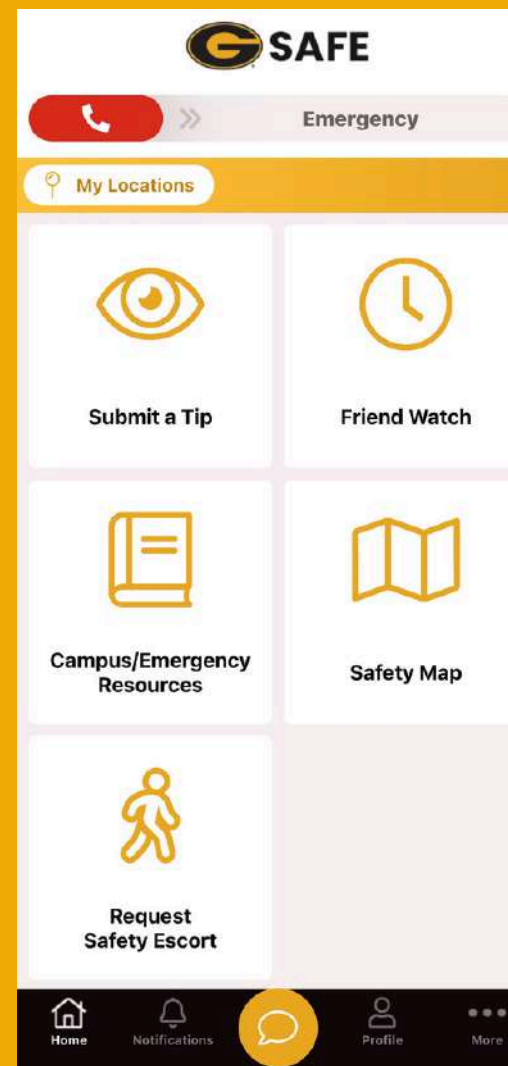 G SAFE
Emergency
My Locations
Submit a Tip
Friend Watch
Campus/Emergency
Resources
Safety Map
Request
Safety Escort
Home
Notifications
Profile
More